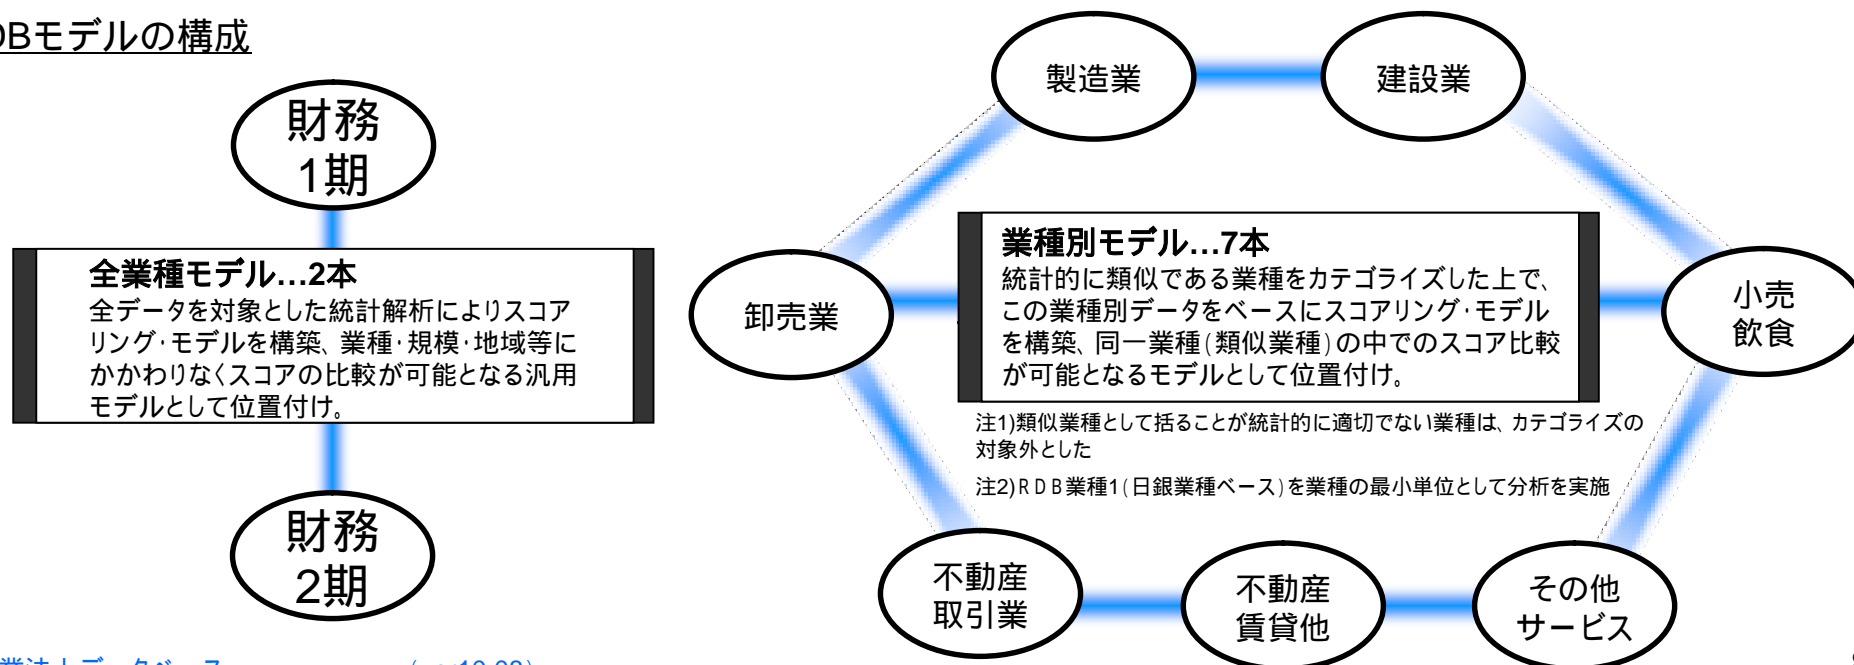 DBモデルの構成
財務
1期
全業種モデル…2本
全データを対象とした統計解析によりスコア
リング・モデルを構築、業種・規模・地域等に
かかわりなくスコアの比較が可能となる汎用
モデルとして位置付け。
財務
2期
製造業
建設業
卸売業
業種別モデル…7本
統計的に類似である業種をカテゴライズした上で、
この業種別データをベースにスコアリング・モデル
を構築、同一業種(類似業種)の中でのスコア比較
が可能となるモデルとして位置付け。
小売
飲食
注1)類似業種として括ることが統計的に適切でない業種は、カテゴライズの
対象外とした
注2)RDB業種1(日銀業種ベース)を業種の最小単位として分析を実施
不動産
取引業
不動産
賃貸他
その他
サービス